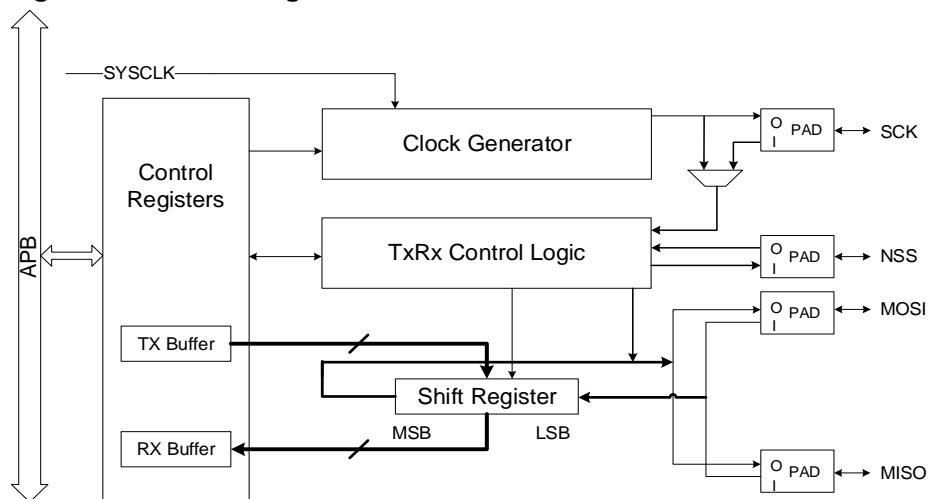 SYSCLK
APB
Control
Registers
Clock Generator
O
I
PAD
SCK
TxRx Control Logic
O
I
PAD
NSS
O
I
PAD
MOSI
TX Buffer
Shift Register
MSB
LSB
RX Buffer
O
I
PAD
MISO